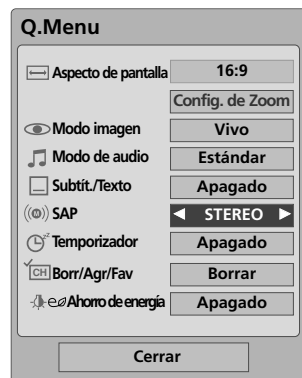 Q.Menu
Aspecto de pantalla 16:9
Config. de Zoom
Modo imagen Vivo
Modo de audio Estándar
Subtít./Texto Apagado
SAP ◀ STEREO ▶
Temporizador Apagado
CH Borr/Agr/Fav Borrar
Ahorro de energía Apagado
Cerrar